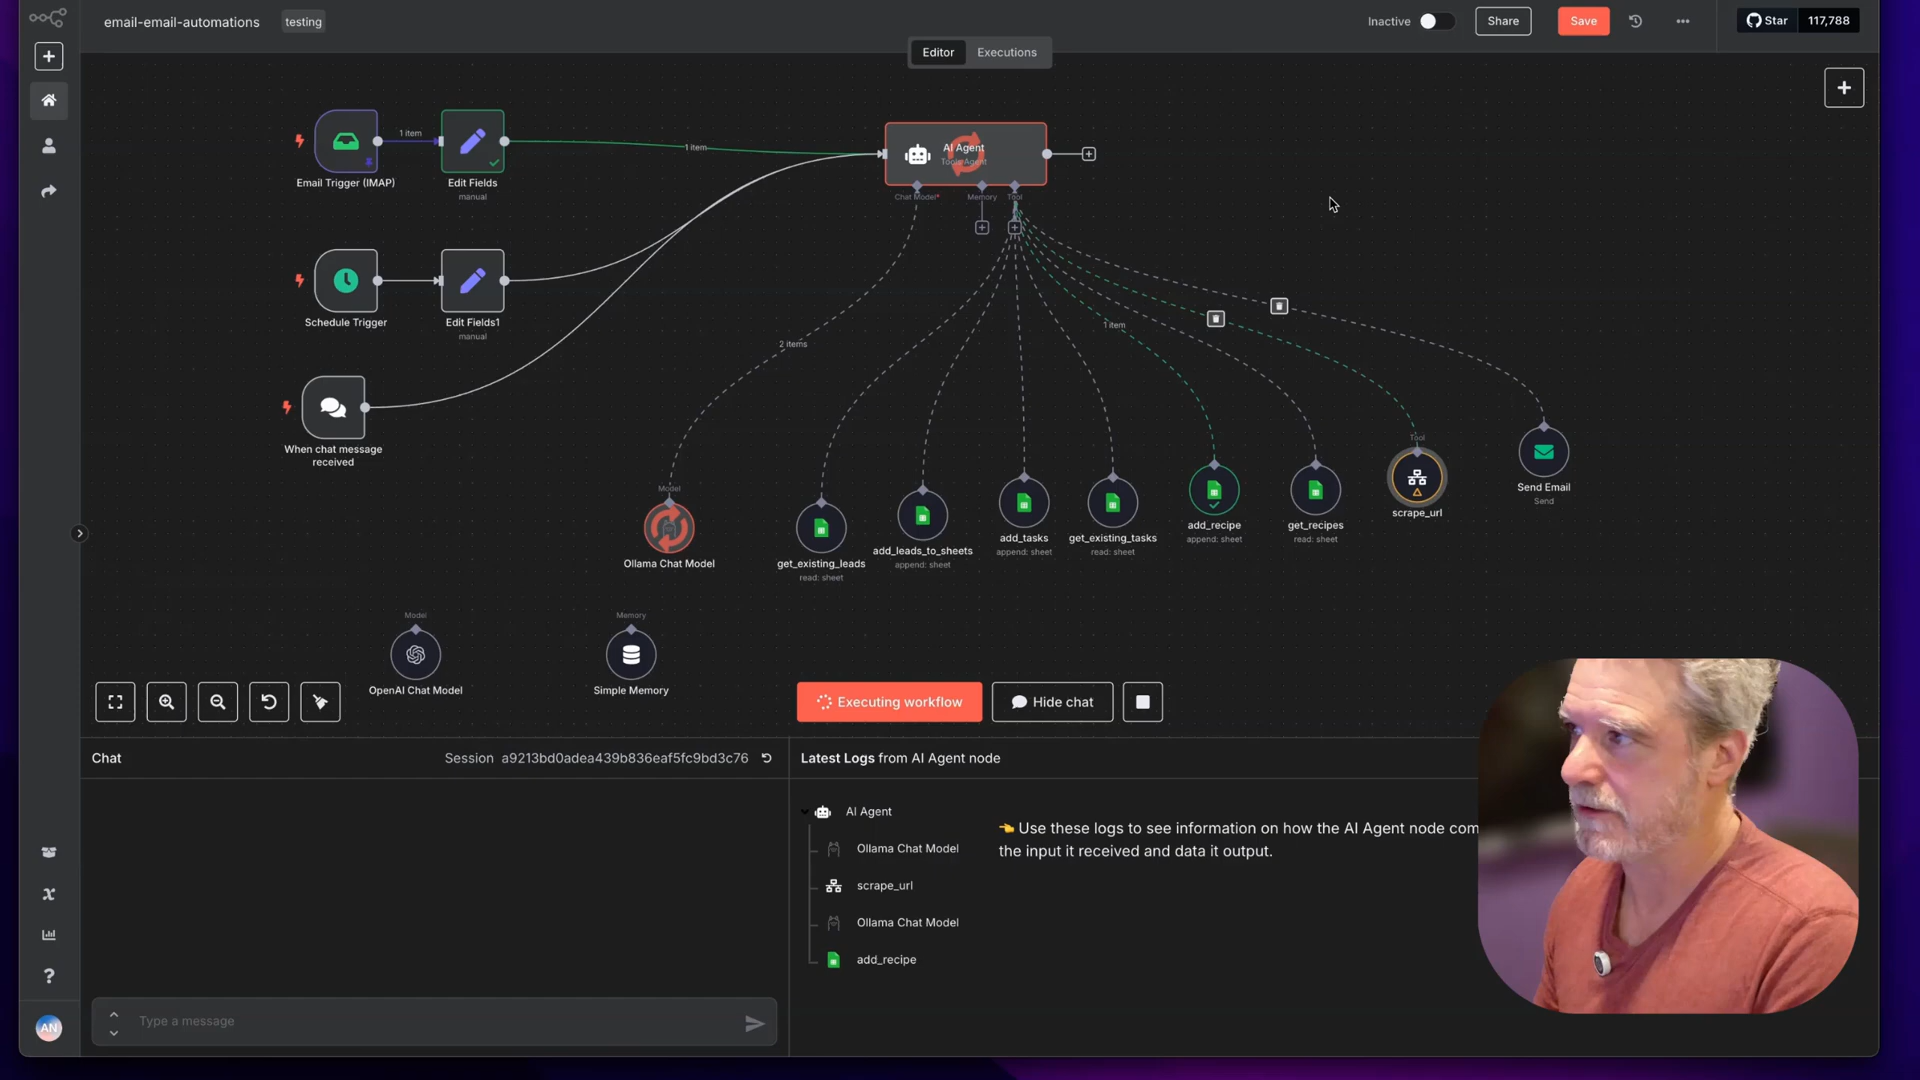 email-email-automations
testing
Inactive
Share
Save
Star
117,788
Editor
Executions
1 item
Email Trigger (IMAP)
Edit Fields
manual
1 item
AI Agent
Tools Agent
Chat Model*
Memory
Tool
Schedule Trigger
Edit Fields1
manual
When chat message
received
2 items
1 item
Model
Ollama Chat Model
get_existing_leads
read: sheet
add_leads_to_sheets
append: sheet
add_tasks
append: sheet
get_existing_tasks
read: sheet
add_recipe
append: sheet
get_recipes
read: sheet
Tool
scrape_url
Send Email
Send
Model
OpenAI Chat Model
Memory
Simple Memory
Executing workflow
Hide chat
Chat
Session a9213bd0adea439b836eaf5fc9bd3c76
Latest Logs from AI Agent node
AI Agent
Ollama Chat Model
scrape_url
Ollama Chat Model
add_recipe
Use these logs to see information on how the AI Agent node com
the input it received and data it output.
Type a message
AN